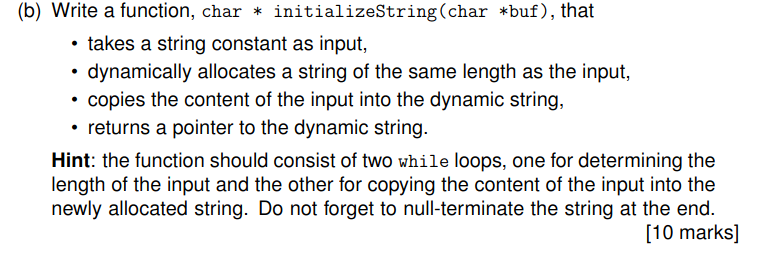 (b) Write a function, char * initializeString(char *buf), that
• takes a string constant as input,
• dynamically allocates a string of the same length as the input,
• copies the content of the input into the dynamic string,
• returns a pointer to the dynamic string.
Hint: the function should consist of two while loops, one for determining the
length of the input and the other for copying the content of the input into the
newly allocated string. Do not forget to null-terminate the string at the end.
[10 marks]